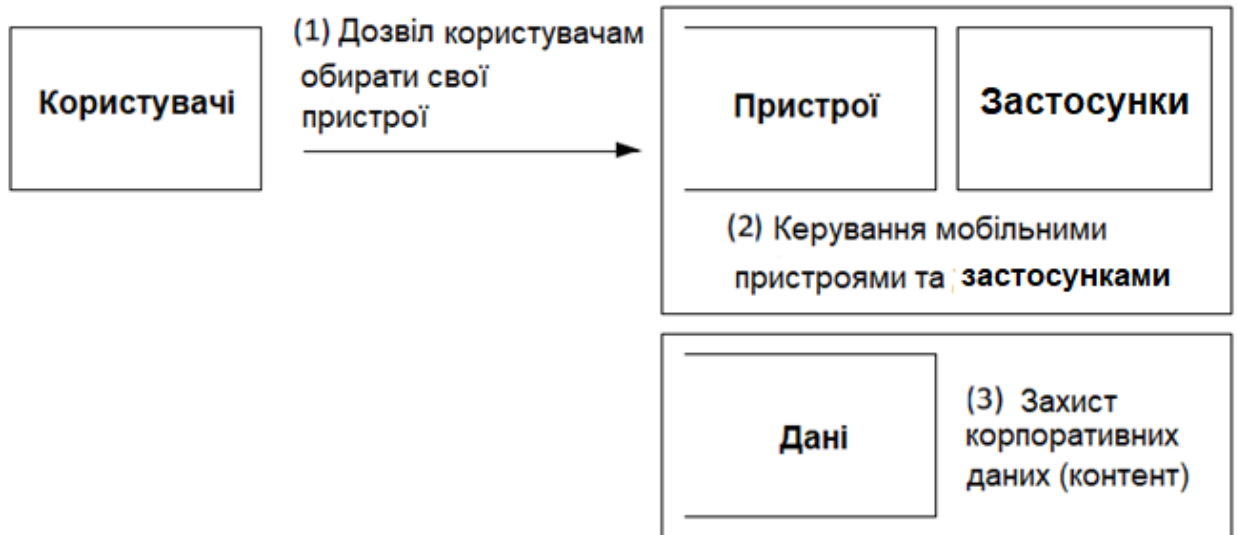 Користувачі
(1) Дозвіл користувачам
обирати свої
пристрої
Пристрої
Застосунки
(2) Керування мобільними
пристроями та застосунками
Дані
(3) Захист
корпоративних
даних (контент)